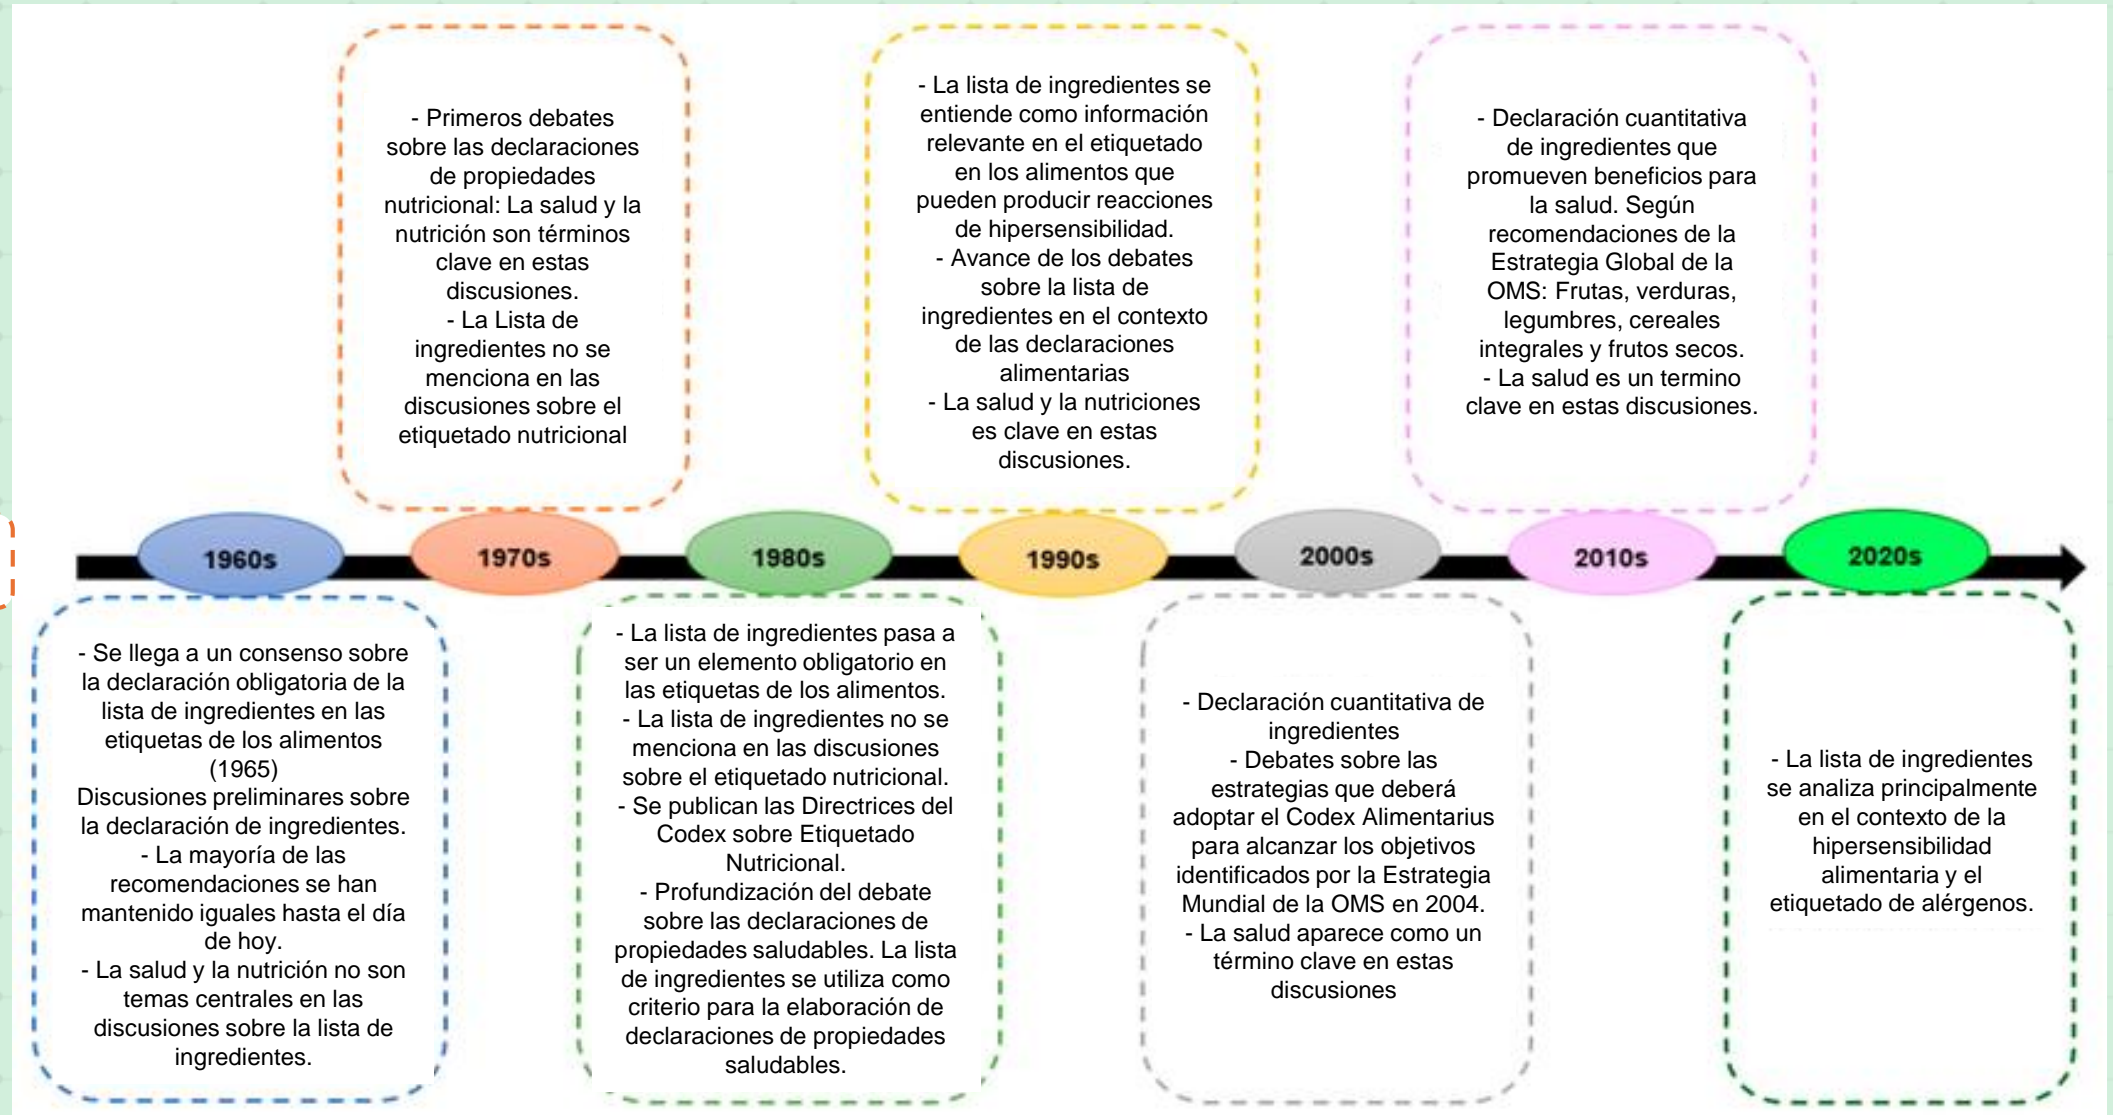 - Primeros debates
sobre las declaraciones
de propiedades
nutricional: La salud y la
nutrición son términos
clave en estas
discusiones.
- La Lista de
ingredientes no se
menciona en las
discusiones sobre el
etiquetado nutricional
- La lista de ingredientes se
entiende como información
relevante en el etiquetado
en los alimentos que
pueden producir reacciones
de hipersensibilidad.
- Avance de los debates
sobre la lista de
ingredientes en el contexto
de las declaraciones
alimentarias
- La salud y la nutriciones
es clave en estas
discusiones.
- Declaración cuantitativa
de ingredientes que
promueven beneficios para
la salud. Según
recomendaciones de la
Estrategia Global de la
OMS: Frutas, verduras,
legumbres, cereales
integrales y frutos secos.
- La salud es un termino
clave en estas discusiones.
1960s
1970s
1980s
1990s
2000s
2010s
2020s
- Se llega a un consenso sobre
la declaración obligatoria de la
lista de ingredientes en las
etiquetas de los alimentos
(1965)
Discusiones preliminares sobre
la declaración de ingredientes.
- La mayoría de las
recomendaciones se han
mantenido iguales hasta el día
de hoy.
- La salud y la nutrición no son
temas centrales en las
discusiones sobre la lista de
ingredientes.
- La lista de ingredientes pasa a
ser un elemento obligatorio en
las etiquetas de los alimentos.
- La lista de ingredientes no se
menciona en las discusiones
sobre el etiquetado nutricional.
- Se publican las Directrices del
Codex sobre Etiquetado
Nutricional.
- Profundización del debate
sobre las declaraciones de
propiedades saludables. La lista
de ingredientes se utiliza como
criterio para la elaboración de
declaraciones de propiedades
saludables.
- Declaración cuantitativa de
ingredientes
- Debates sobre las
estrategias que deberá
adoptar el Codex Alimentarius
para alcanzar los objetivos
identificados por la Estrategia
Mundial de la OMS en 2004.
- La salud aparece como un
término clave en estas
discusiones
- La lista de ingredientes
se analiza principalmente
en el contexto de la
hipersensibilidad
alimentaria y el
etiquetado de alérgenos.